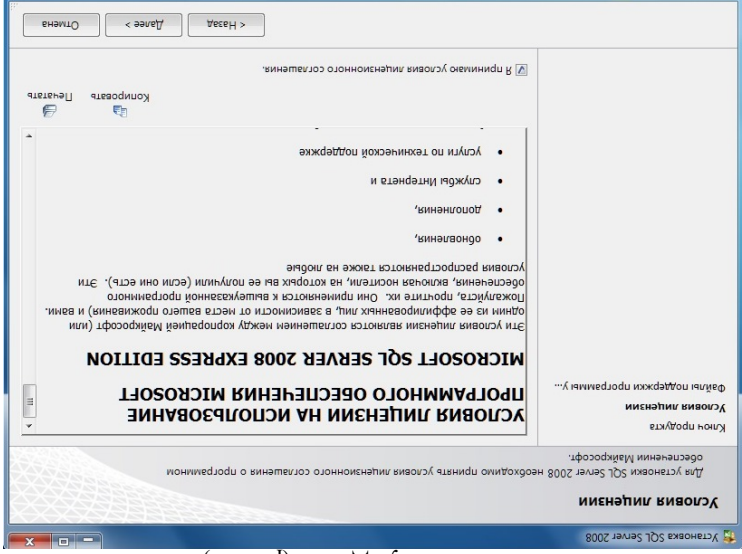 Установка SQL Server 2008
Условия лицензии
Для установки SQL Server 2008 необходимо принять условия лицензионного соглашения о программном
обеспечении Майкрософт.
Ключ продукта
Условия лицензии
Файлы поддержки программы у...
УСЛОВИЯ ЛИЦЕНЗИИ НА ИСПОЛЬЗОВАНИЕ
ПРОГРАММНОГО ОБЕСПЕЧЕНИЯ MICROSOFT
MICROSOFT SQL SERVER 2008 EXPRESS EDITION
Эти условия лицензии являются соглашением между корпорацией Майкрософт (или
одним из ее аффилированных лиц, в зависимости от места вашего проживания) и вами.
Пожалуйста, прочтите их. Они применяются к вышеуказанной программного
обеспечения, включая носители, на которых вы ее получили (если они есть). Эти
условия распространяются также на любые
• обновления,
• дополнения,
• службы Интернета и
• услуги по технической поддержке
Копировать Печатать
Я принимаю условия лицензионного соглашения.
< Назад Далее > Отмена